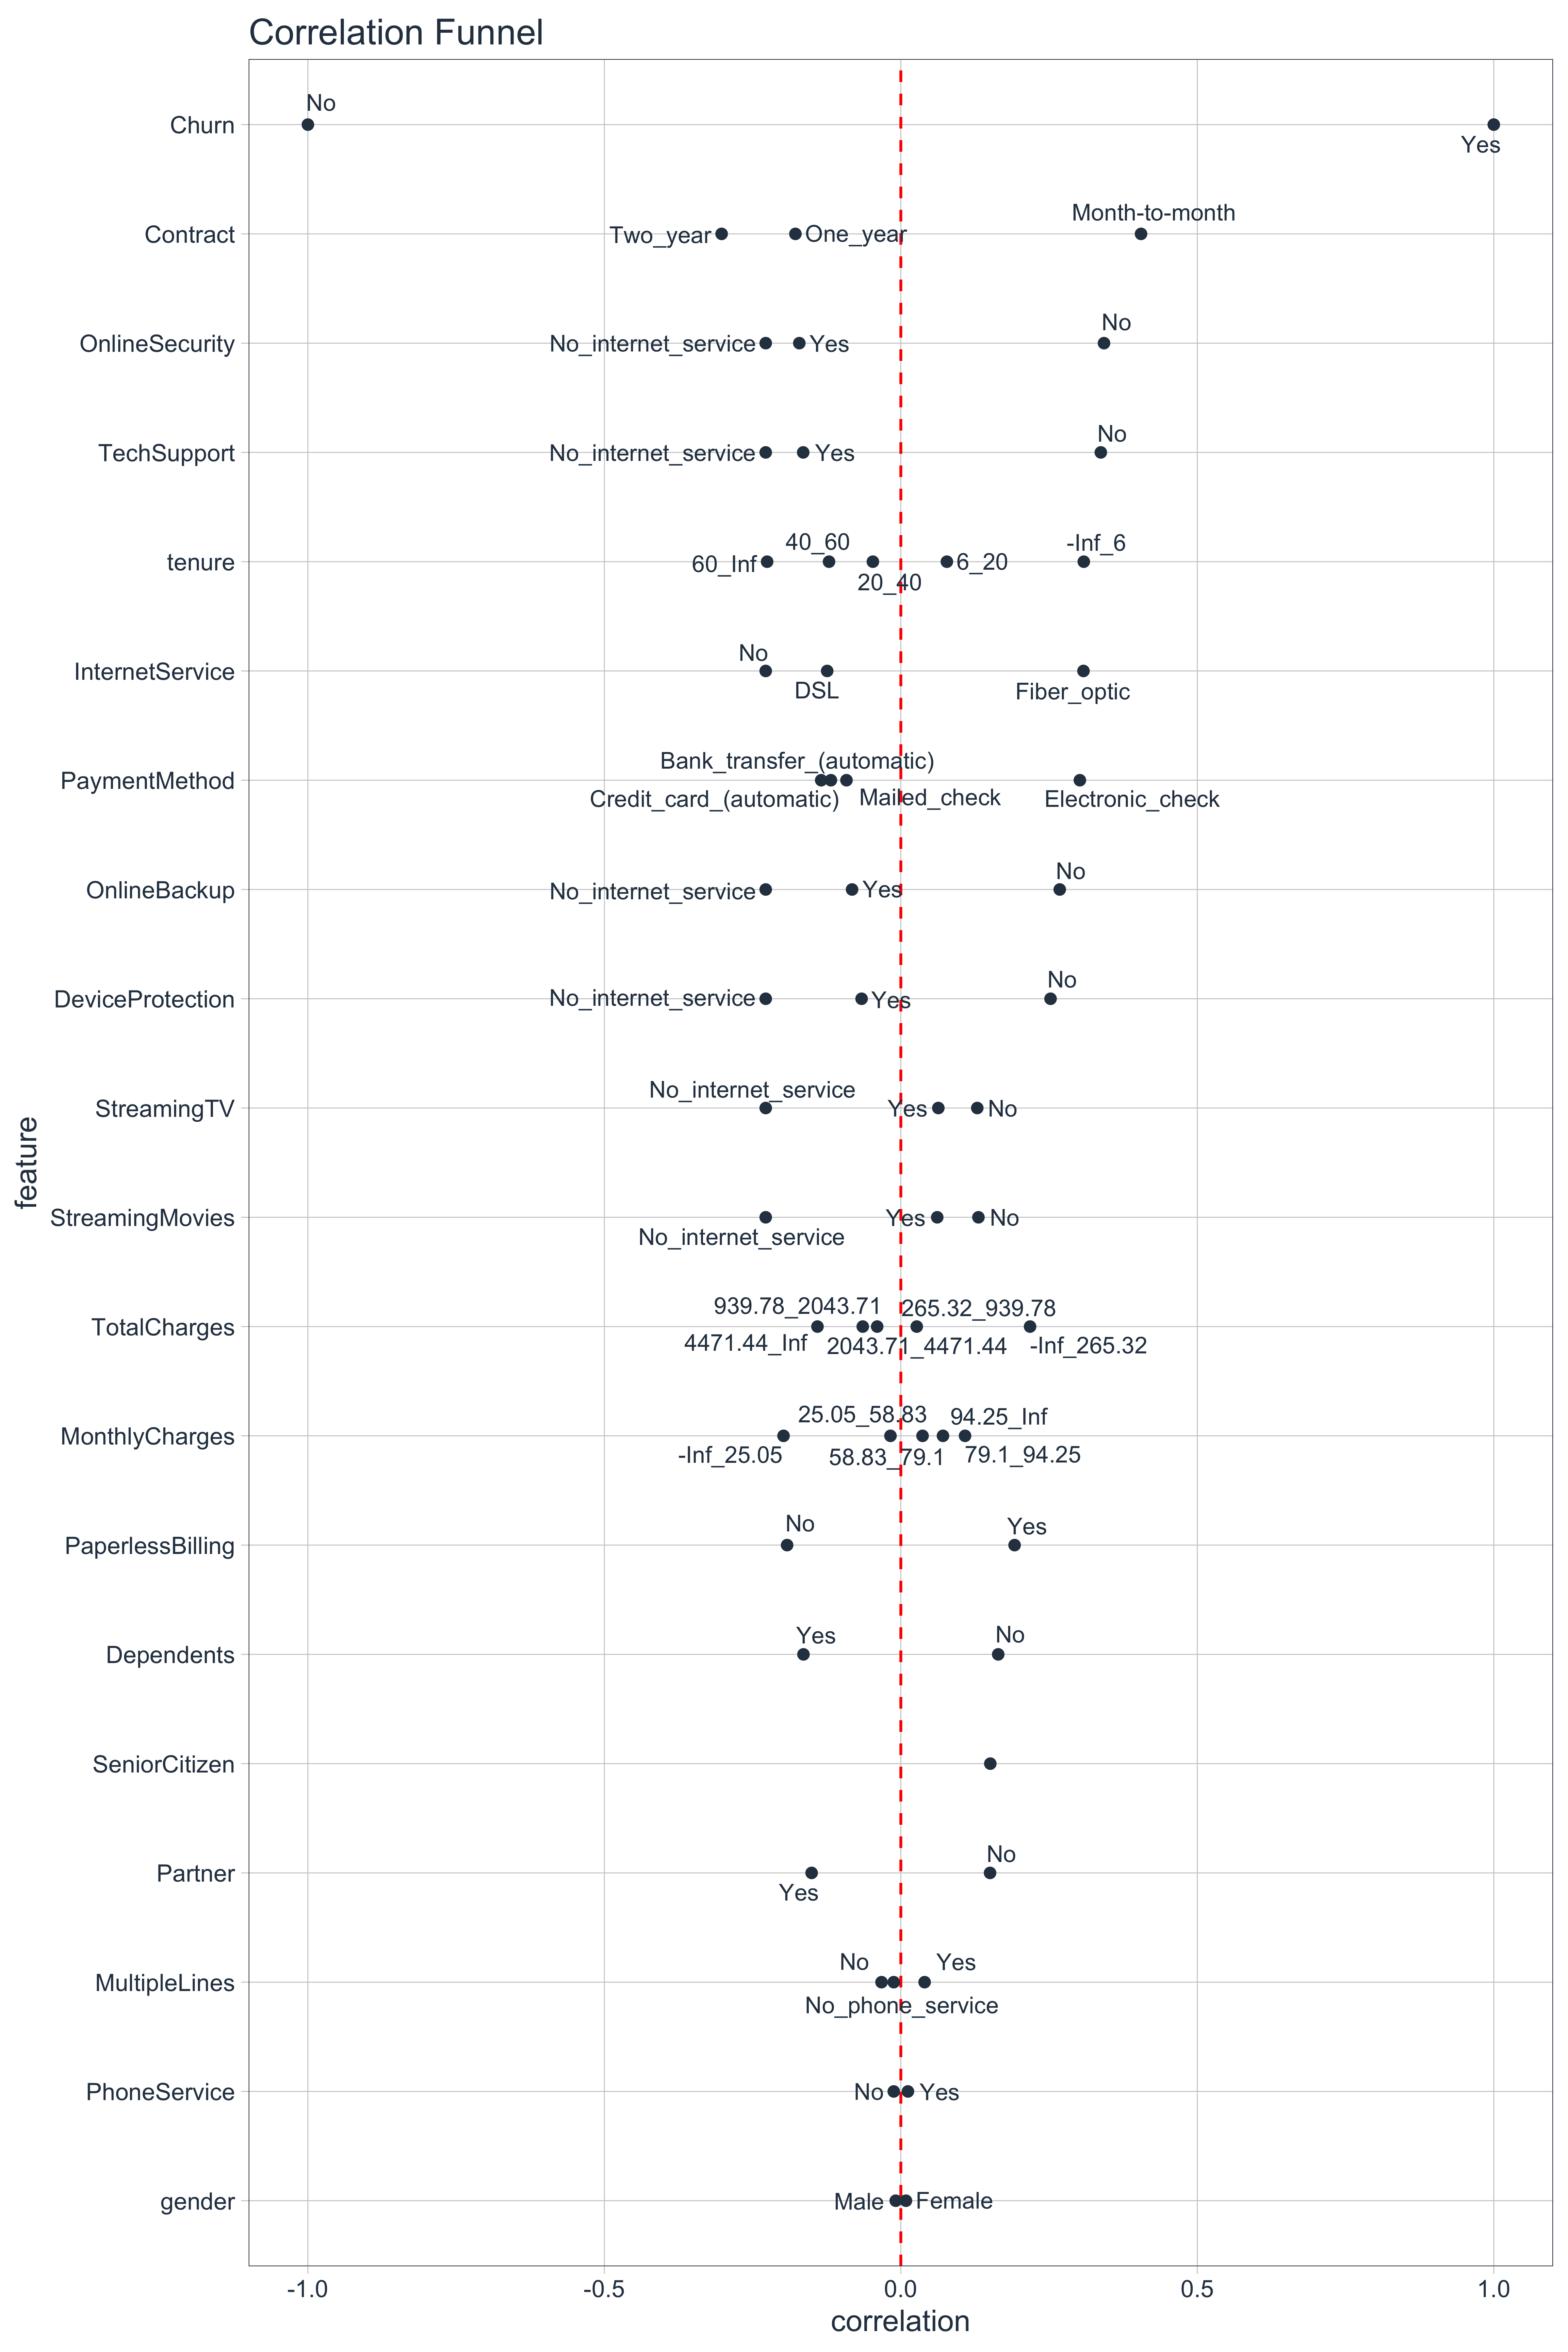 Correlation Funnel
Churn
No
Yes
Contract
Two_year
One_year
Month-to-month
OnlineSecurity
No_internet_service
Yes
No
TechSupport
No_internet_service
Yes
No
tenure
60_Inf
40_60
20_40
6_20
-Inf_6
InternetService
No
DSL
Fiber_optic
PaymentMethod
Bank_transfer_(automatic)
Credit_card_(automatic)
Mailed_check
Electronic_check
OnlineBackup
No_internet_service
Yes
No
DeviceProtection
No_internet_service
Yes
No
StreamingTV
No_internet_service
Yes
No
StreamingMovies
No_internet_service
Yes
No
TotalCharges
939.78_2043.71
265.32_939.78
4471.44_Inf
2043.71_4471.44
-Inf_265.32
MonthlyCharges
25.05_58.83
94.25_Inf
-Inf_25.05
58.83_79.1
79.1_94.25
PaperlessBilling
No
Yes
Dependents
Yes
No
SeniorCitizen
Partner
Yes
No
MultipleLines
No
Yes
No_phone_service
PhoneService
No
Yes
gender
Male
Female
feature
-1.0
-0.5
0.0
0.5
1.0
correlation